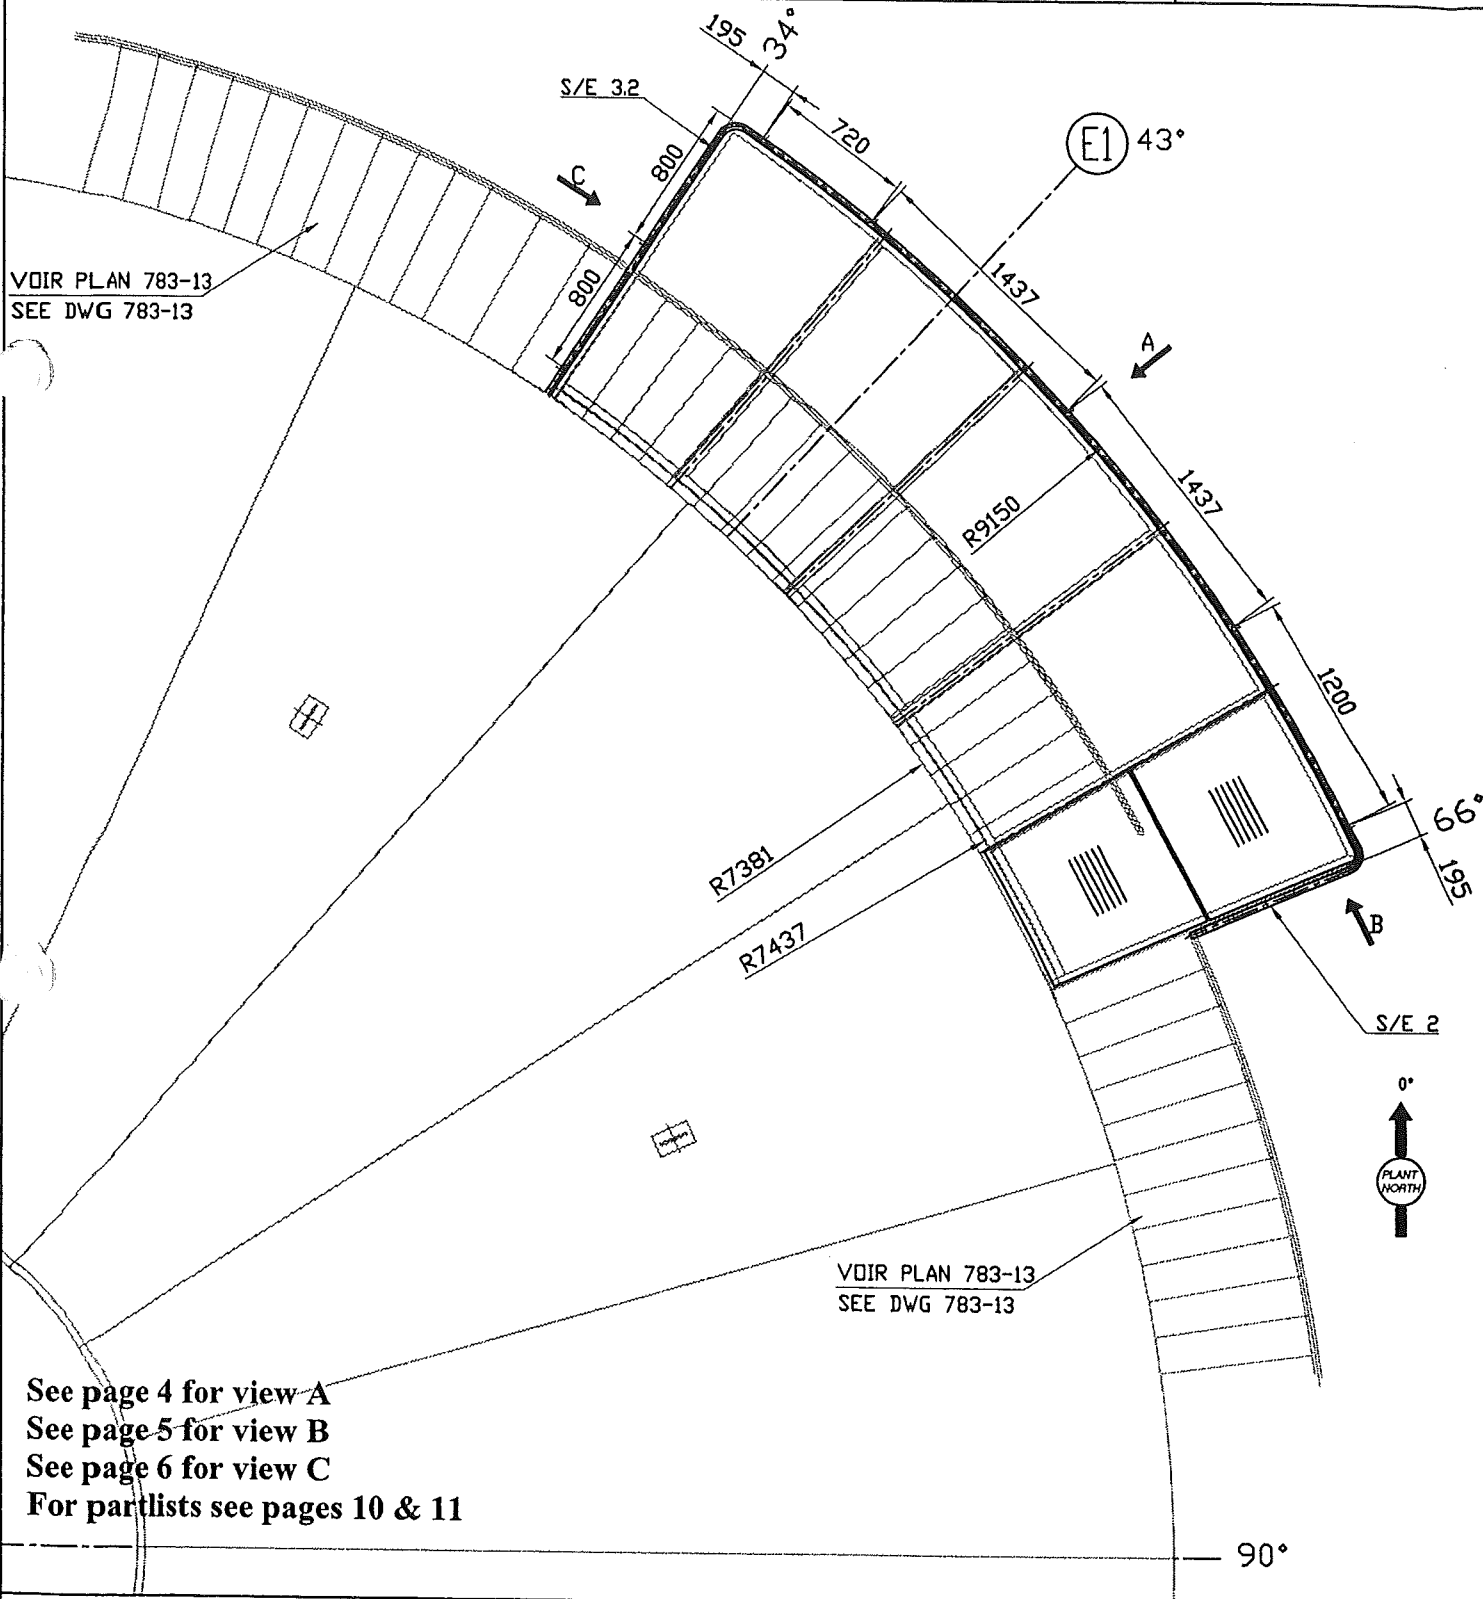 195
34°
S/E 3.2
720
E1 43°
800
C
VOIR PLAN 783-13
SEE DWG 783-13
800
1437
A
1437
R9150
1200
66°
195
R7381
R7437
B
S/E 2
0°
PLANT
NORTH
VOIR PLAN 783-13
SEE DWG 783-13
See page 4 for view A
See page 5 for view B
See page 6 for view C
For partlists see pages 10 & 11
90°